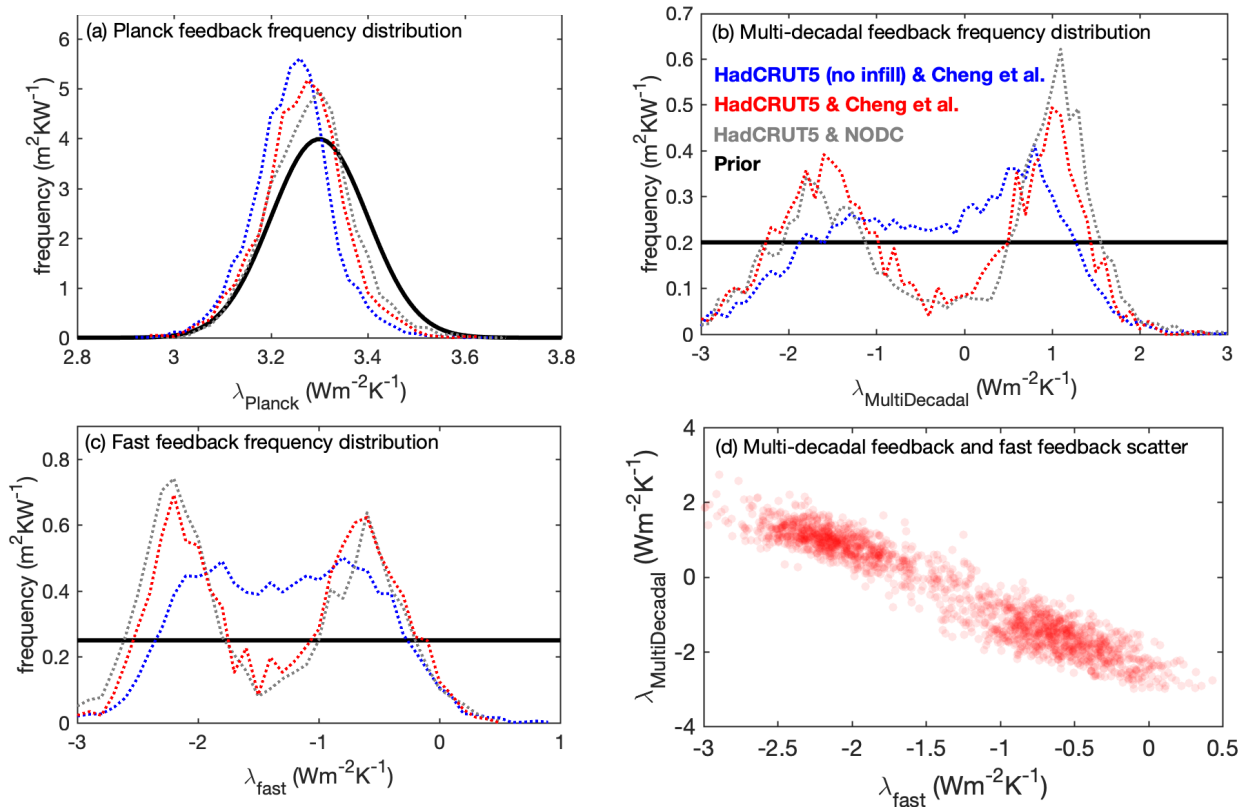 (a) Planck feedback frequency distribution
frequency (m²KW⁻¹)
6
5
4
3
2
1
0
2.8 3 3.2 3.4 3.6 3.8
λPlanck (Wm⁻²K⁻¹)
(b) Multi-decadal feedback frequency distribution
HadCRUT5 (no infill) & Cheng et al.
HadCRUT5 & Cheng et al.
HadCRUT5 & NODC
Prior
frequency (m²KW⁻¹)
0.7
0.6
0.5
0.4
0.3
0.2
0.1
0
-3 -2 -1 0 1 2 3
λMultiDecadal (Wm⁻²K⁻¹)
(c) Fast feedback frequency distribution
frequency (m²KW⁻¹)
0.8
0.6
0.4
0.2
0
-3 -2 -1 0 1
λfast (Wm⁻²K⁻¹)
(d) Multi-decadal feedback and fast feedback scatter
λMultiDecadal (Wm⁻²K⁻¹)
4
2
0
-2
-4
-3 -2.5 -2 -1.5 -1 -0.5 0 0.5
λfast (Wm⁻²K⁻¹)